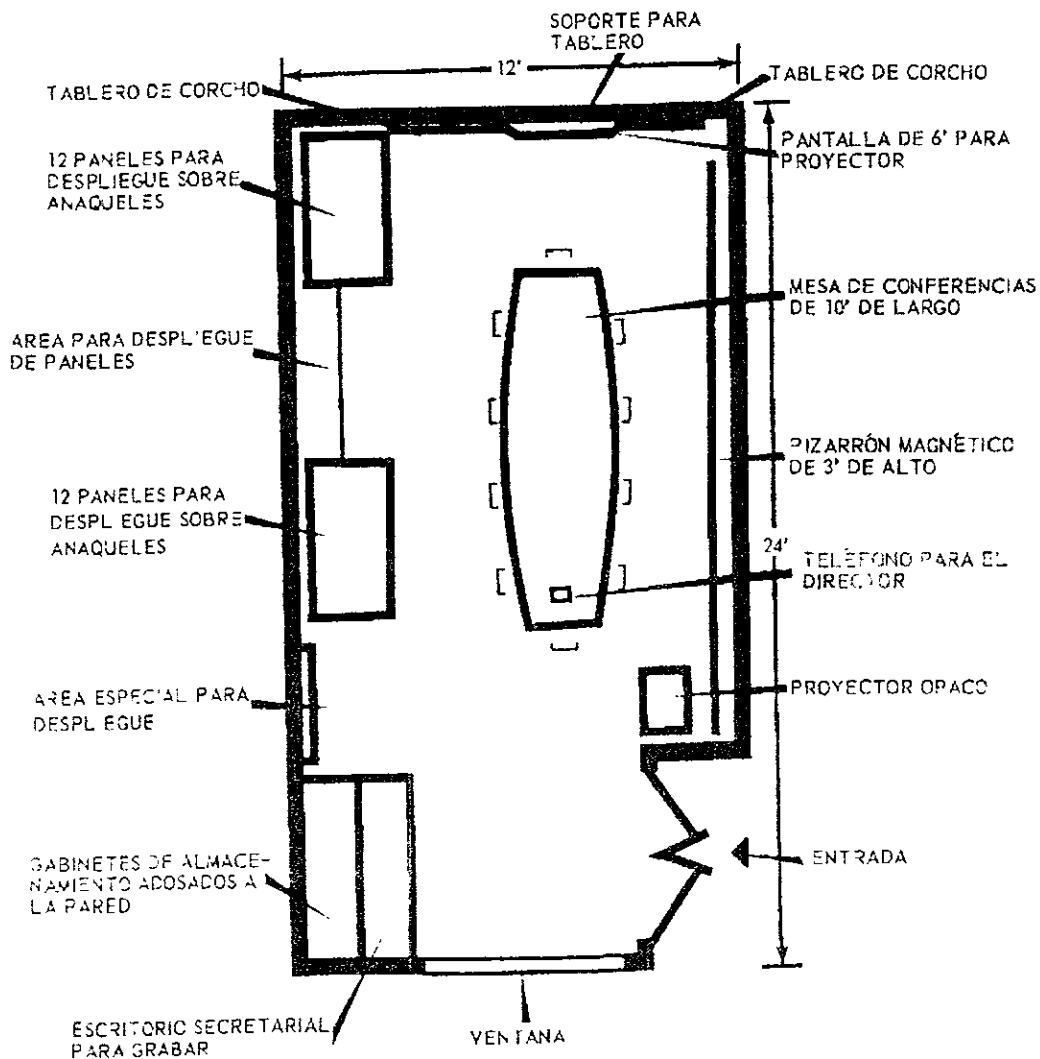 SOPORTE PARA
TABLERO
12'
TABLERO DE CORCHO
TABLERO DE CORCHO
12 PANELES PARA
DESPLIEGUE SOBRE
ANAQUELES
PANTALLA DE 6' PARA
PROYECTOR
MESA DE CONFERENCIAS
DE 10' DE LARGO
AREA PARA DESPLIEGUE
DE PANELES
PIZARRÓN MAGNÉTICO
DE 3' DE ALTO
12 PANELES PARA
DESPLIEGUE SOBRE
ANAQUELES
24'
TELÉFONO PARA EL
DIRECTOR
AREA ESPECIAL PARA
DESPLIEGUE
PROYECTOR OPACO
GABINETES DE ALMACE-
NAMIENTO ADOSADOS A
LA PARED
ENTRADA
ESCRITORIO SECRETARIAL
PARA GRABAR
VENTANA